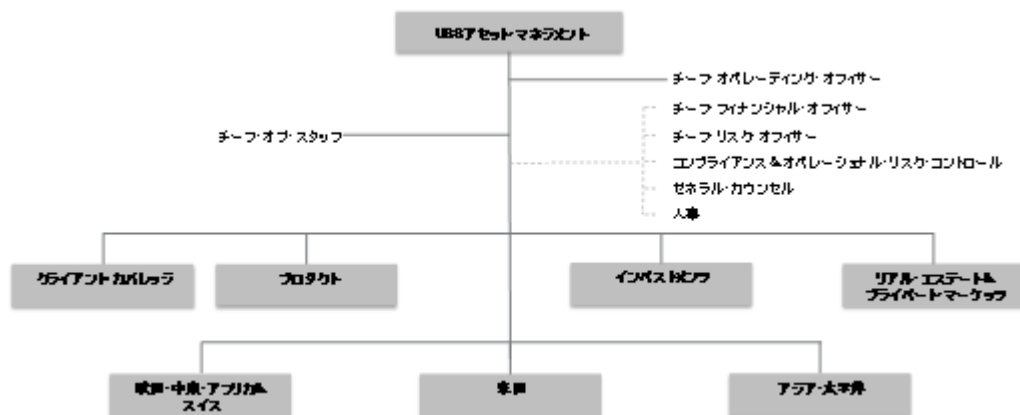 UBSアセット・マネジメント
チーフ・オペレーティング・オフィサー
チーフ・フィナンシャル・オフィサー
チーフ・オブ・スタッフ
チーフ・リスク・オフィサー
コンプライアンス&オペレーショナル・リスク・コントロール
ゼネラル・カウンセル
人事
クライアントカバレッジ
プロダクト
インベストメンツ
リアル・エステート&
プライベート・マーケッツ
欧州・中東・アフリカ&
スイス
米国
アジア・太平洋